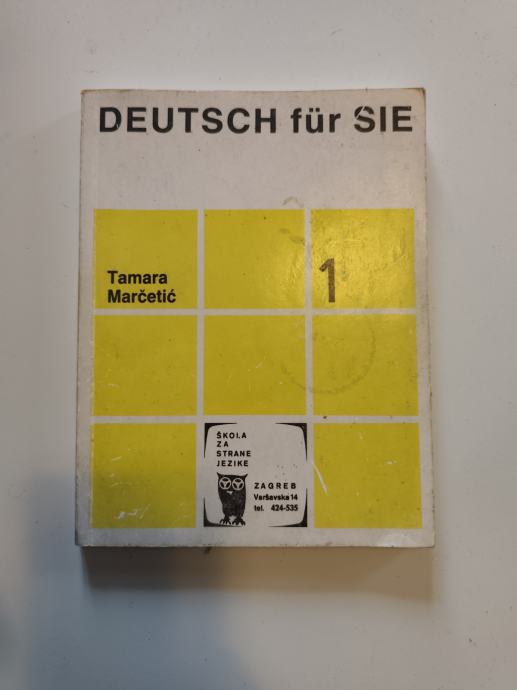 DEUTSCH für SIE
Tamara
Marčetić
1
ŠKOLA
ZA
STRANE
JEZIKE
ZAGREB
Varšavska 14
tel. 424-535